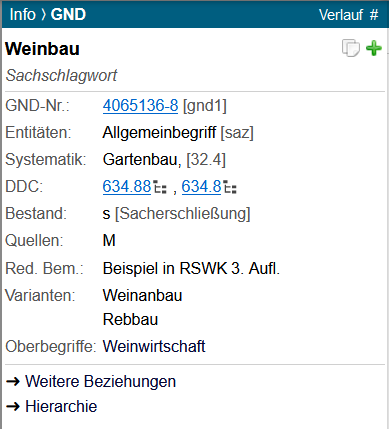 Info ⟩ GND Verlauf #
Weinbau
Sachschlagwort
GND-Nr.: 4065136-8 [gnd1]
Entitäten: Allgemeinbegriff [saz]
Systematik: Gartenbau, [32.4]
DDC: 634.88 , 634.8
Bestand: s [Sacherschließung]
Quellen: M
Red. Bem.: Beispiel in RSWK 3. Aufl.
Varianten: Weinanbau
Rebbau
Oberbegriffe: Weinwirtschaft
➔ Weitere Beziehungen
➔ Hierarchie